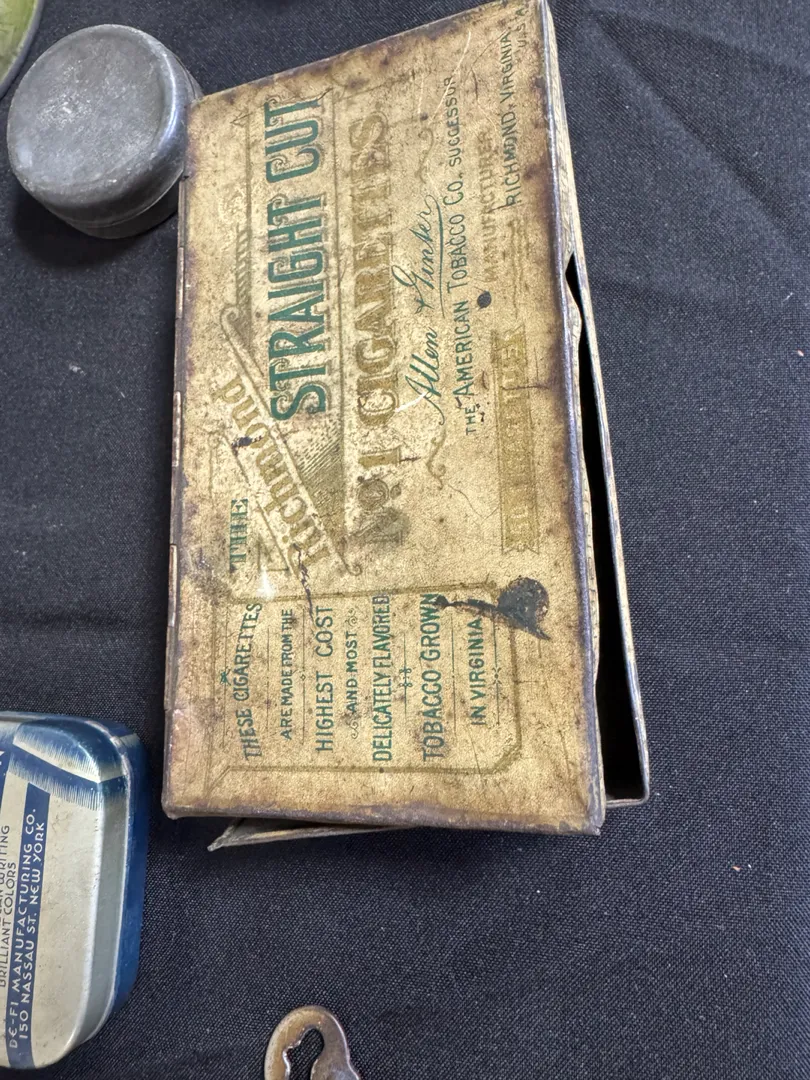 THE
Richmond
STRAIGHT CUT
No. 1 CIGARETTES
Allen & Ginter
THE AMERICAN TOBACCO CO., SUCCESSOR
MANUFACTURER
RICHMOND, VIRGINIA,
U.S.A.
THESE CIGARETTES
ARE MADE FROM THE
HIGHEST COST
AND MOST
DELICATELY FLAVORED
TOBACCO GROWN
IN VIRGINIA
BRILLIANT COLORS
DE-FI MANUFACTURING CO.
150 NASSAU ST. NEW YORK